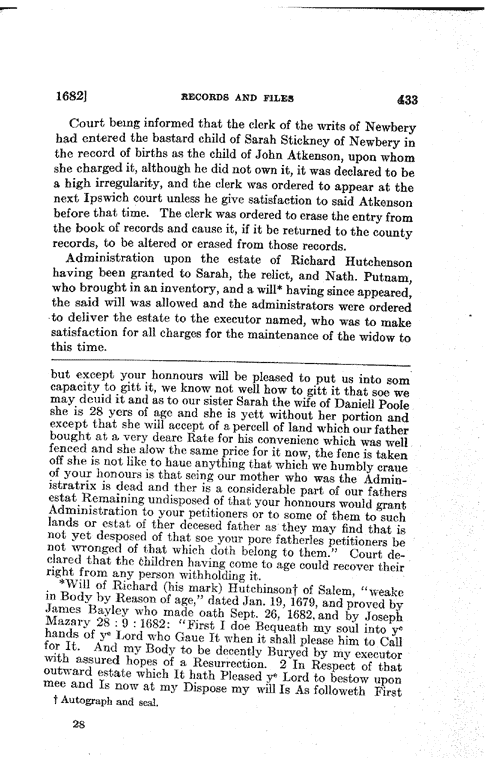 1682]	RECORDS AND FILES	433
Court being informed that the clerk of the writs of Newbery
had entered the bastard child of Sarah Stickney of Newbery in
the record of births as the child of John Atkenson, upon whom
she charged it, although he did not own it, it was declared to be
a high irregularity, and the clerk was ordered to appear at the
next Ipswich court unless he give satisfaction to said Atkenson
before that time. The clerk was ordered to erase the entry from
the book of records and cause it, if it be returned to the county
records, to be altered or erased from those records.
Administration upon the estate of Richard Hutchenson
having been granted to Sarah, the relict, and Nath. Putnam,
who brought in an inventory, and a will* having since appeared,
the said will was allowed and the administrators were ordered
to deliver the estate to the executor named, who was to make
satisfaction for all charges for the maintenance of the widow to
this time.
but except your honnours will be pleased to put us into som
capacity to gitt it, we know not well how to gitt it that soe we
may deuid it and as to our sister Sarah the wife of Daniell Poole
she is 28 yers of age and she is yett without her portion and
except that she will accept of a percell of land which our father
bought at a very deare Rate for his convenienc which was well
fenced and she alow the same price for it now, the fenc is taken
off she is not like to haue anything that which we humbly craue
of your honours is that seing our mother who was the Admin-
istratrix is dead and ther is a considerable part of our fathers
estat Remaining undisposed of that your honnours would grant
Administration to your petitioners or to some of them to such
lands or estat of ther decesed father as they may find that is
not yet desposed of that soe your pore fatherles petitioners be
not wronged of that which doth belong to them." Court de-
clared that the children having come to age could recover their
right from any person withholding it.
*Will of Richard (his mark) Hutchinson† of Salem, "weake
in Body by Reason of age," dated Jan. 19, 1679, and proved by
James Bayley who made oath Sept. 26, 1682, and by Joseph
Mazary 28 : 9 : 1682: "First I doe Bequeath my soul into yᵉ
hands of yᵉ Lord who Gaue It when it shall please him to Call
for It. And my Body to be decently Buryed by my executor
with assured hopes of a Resurrection. 2 In Respect of that
outward estate which It hath Pleased yᵉ Lord to bestow upon
mee and Is now at my Dispose my will Is As followeth First
† Autograph and seal.
28